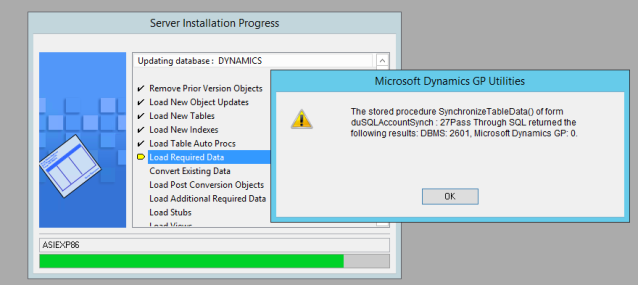 Server Installation Progress
Updating database : DYNAMICS
Remove Prior Version Objects
Load New Object Updates
Load New Tables
Load New Indexes
Load Table Auto Procs
Load Required Data
Convert Existing Data
Load Post Conversion Objects
Load Additional Required Data
Load Stubs
Load Views
ASIEXP86
Microsoft Dynamics GP Utilities
The stored procedure SynchronizeTableData() of form
duSQLAccountSynch : 27Pass Through SQL returned the
following results: DBMS: 2601, Microsoft Dynamics GP: 0.
OK